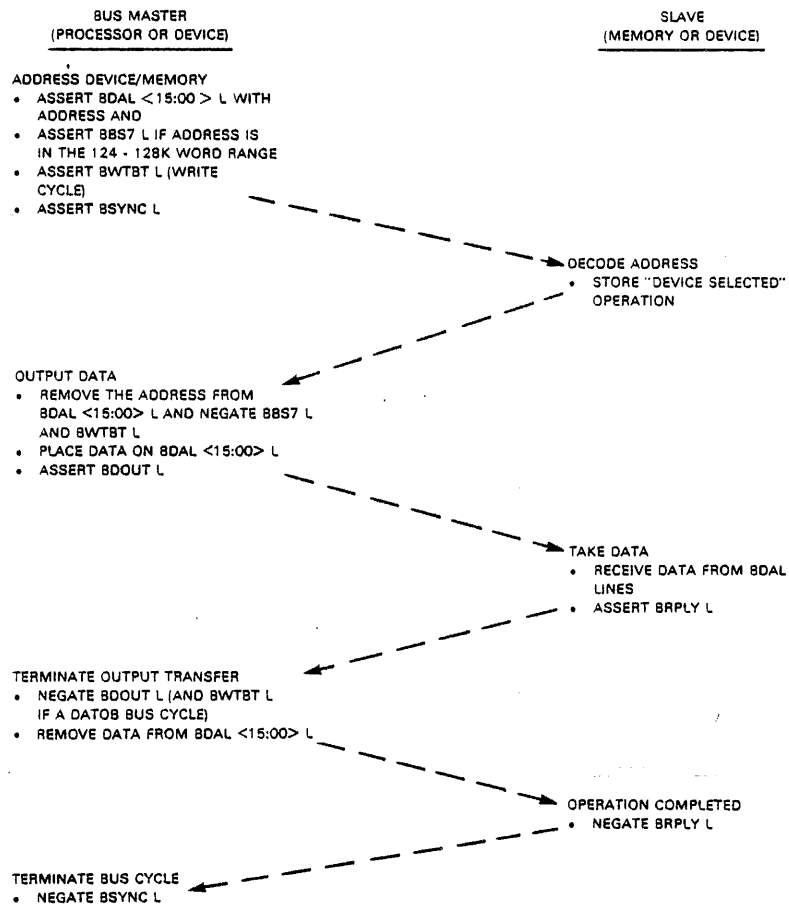 BUS MASTER
(PROCESSOR OR DEVICE)
SLAVE
(MEMORY OR DEVICE)
ADDRESS DEVICE/MEMORY
• ASSERT BDAL <15:00> L WITH
ADDRESS AND
• ASSERT BBS7 L IF ADDRESS IS
IN THE 124 - 128K WORD RANGE
• ASSERT BWTBT L (WRITE
CYCLE)
• ASSERT BSYNC L
DECODE ADDRESS
• STORE "DEVICE SELECTED"
OPERATION
OUTPUT DATA
• REMOVE THE ADDRESS FROM
BDAL <15:00> L AND NEGATE BBS7 L
AND BWTBT L
• PLACE DATA ON BDAL <15:00> L
• ASSERT BDOUT L
TAKE DATA
• RECEIVE DATA FROM BDAL
LINES
• ASSERT BRPLY L
TERMINATE OUTPUT TRANSFER
• NEGATE BDOUT L (AND BWTBT L
IF A DATOB BUS CYCLE)
• REMOVE DATA FROM BDAL <15:00> L
OPERATION COMPLETED
• NEGATE BRPLY L
TERMINATE BUS CYCLE
• NEGATE BSYNC L